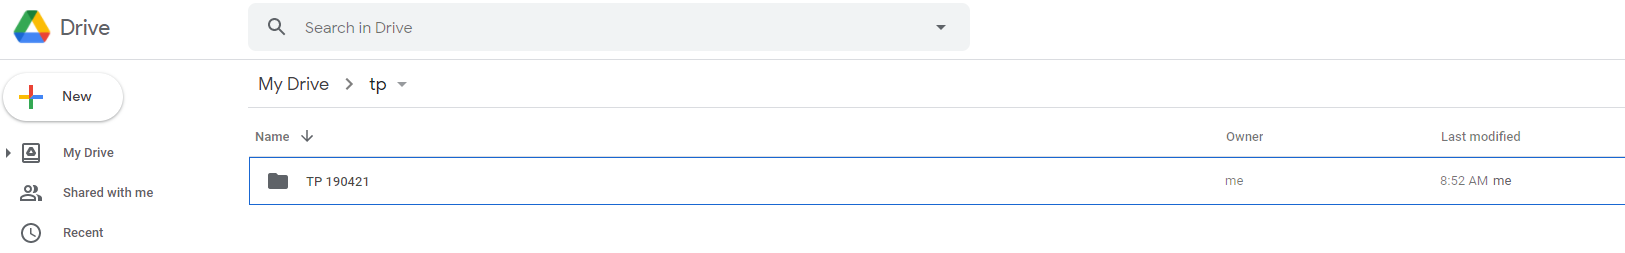 Drive
Search in Drive
My Drive > tp
New
Name Owner Last modified
My Drive
TP 190421 me 8:52 AM me
Shared with me
Recent